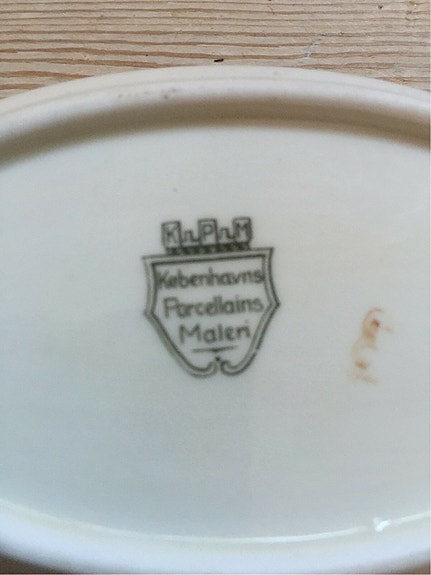 K P M
Københavns
Porcellains
Maleri